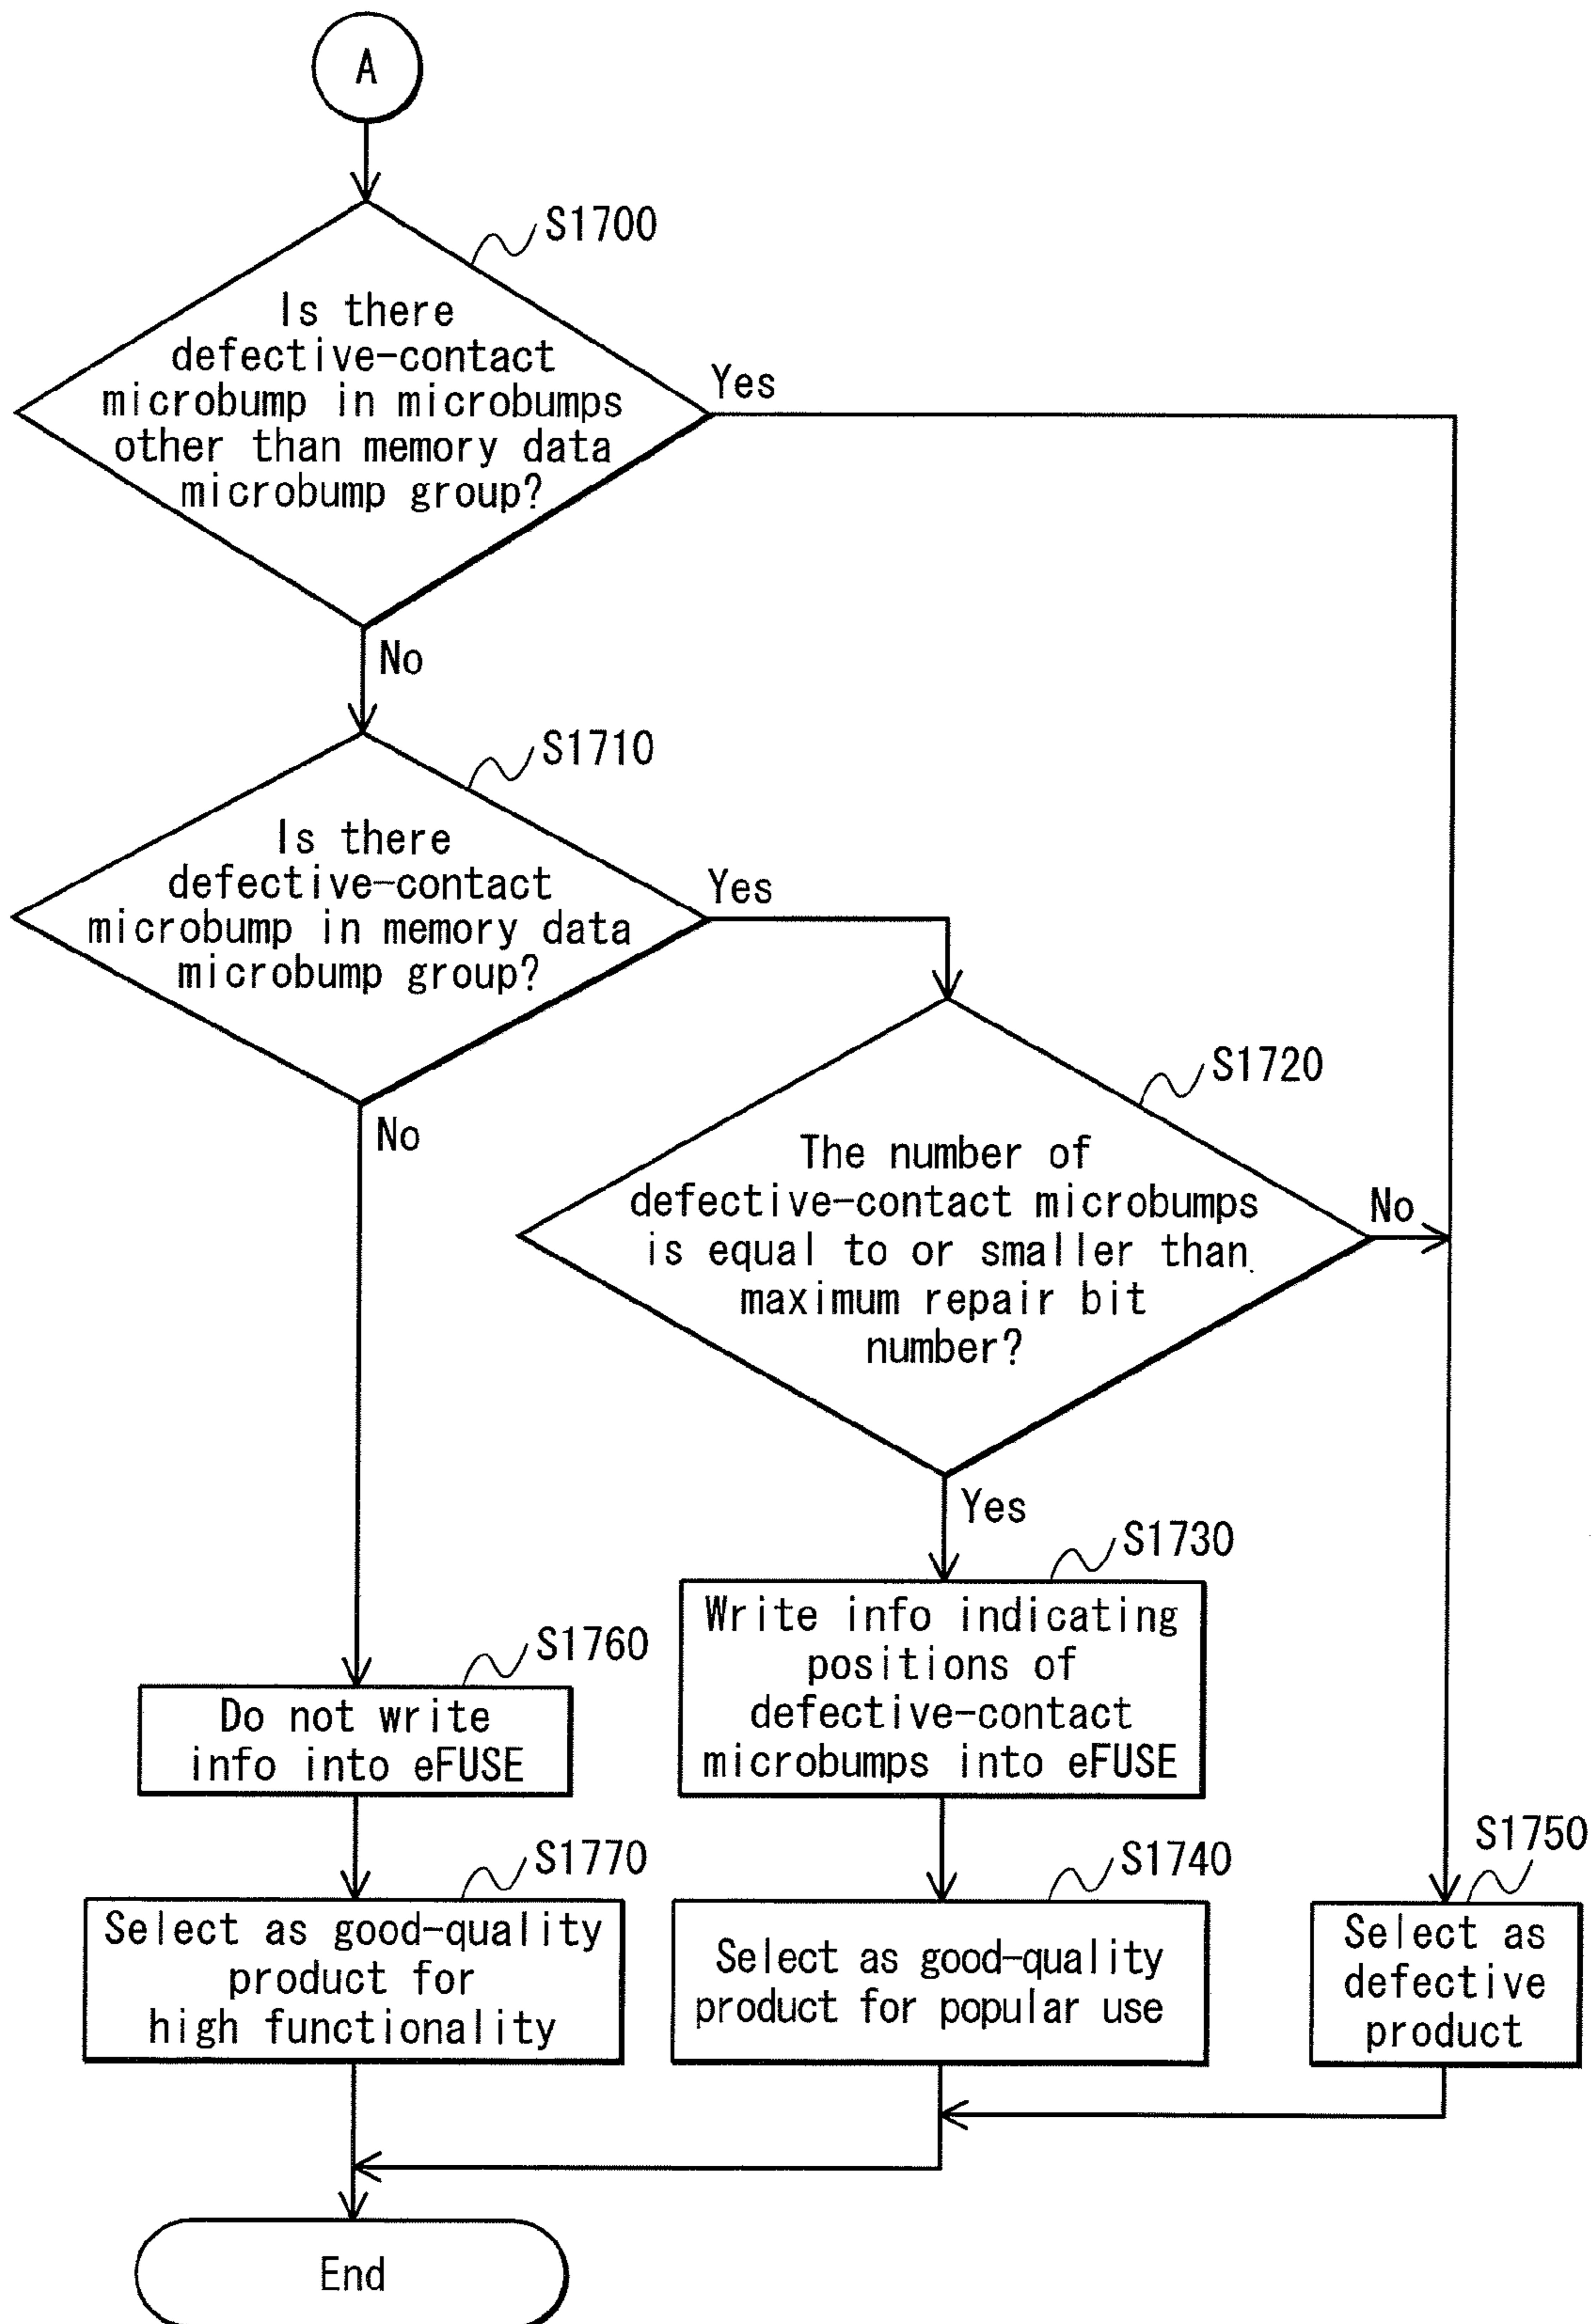 A
S1700
Is there
defective-contact
microbump in microbumps
other than memory data
microbump group?
Yes
No
S1710
Is there
defective-contact
microbump in memory data
microbump group?
Yes
No
S1720
The number of
defective-contact microbumps
is equal to or smaller than
maximum repair bit
number?
No
Yes
S1730
Write info indicating
positions of
defective-contact
microbumps into eFUSE
S1760
Do not write
info into eFUSE
S1770
Select as good-quality
product for
high functionality
S1740
Select as good-quality
product for popular use
S1750
Select as
defective
product
End